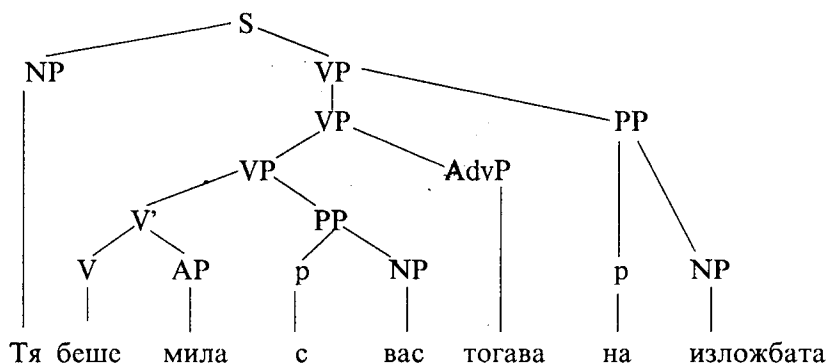 S
NP VP
VP PP
VP AdvP
V' PP
V AP p NP p NP
Тя беше мила с вас тогава на изложбата